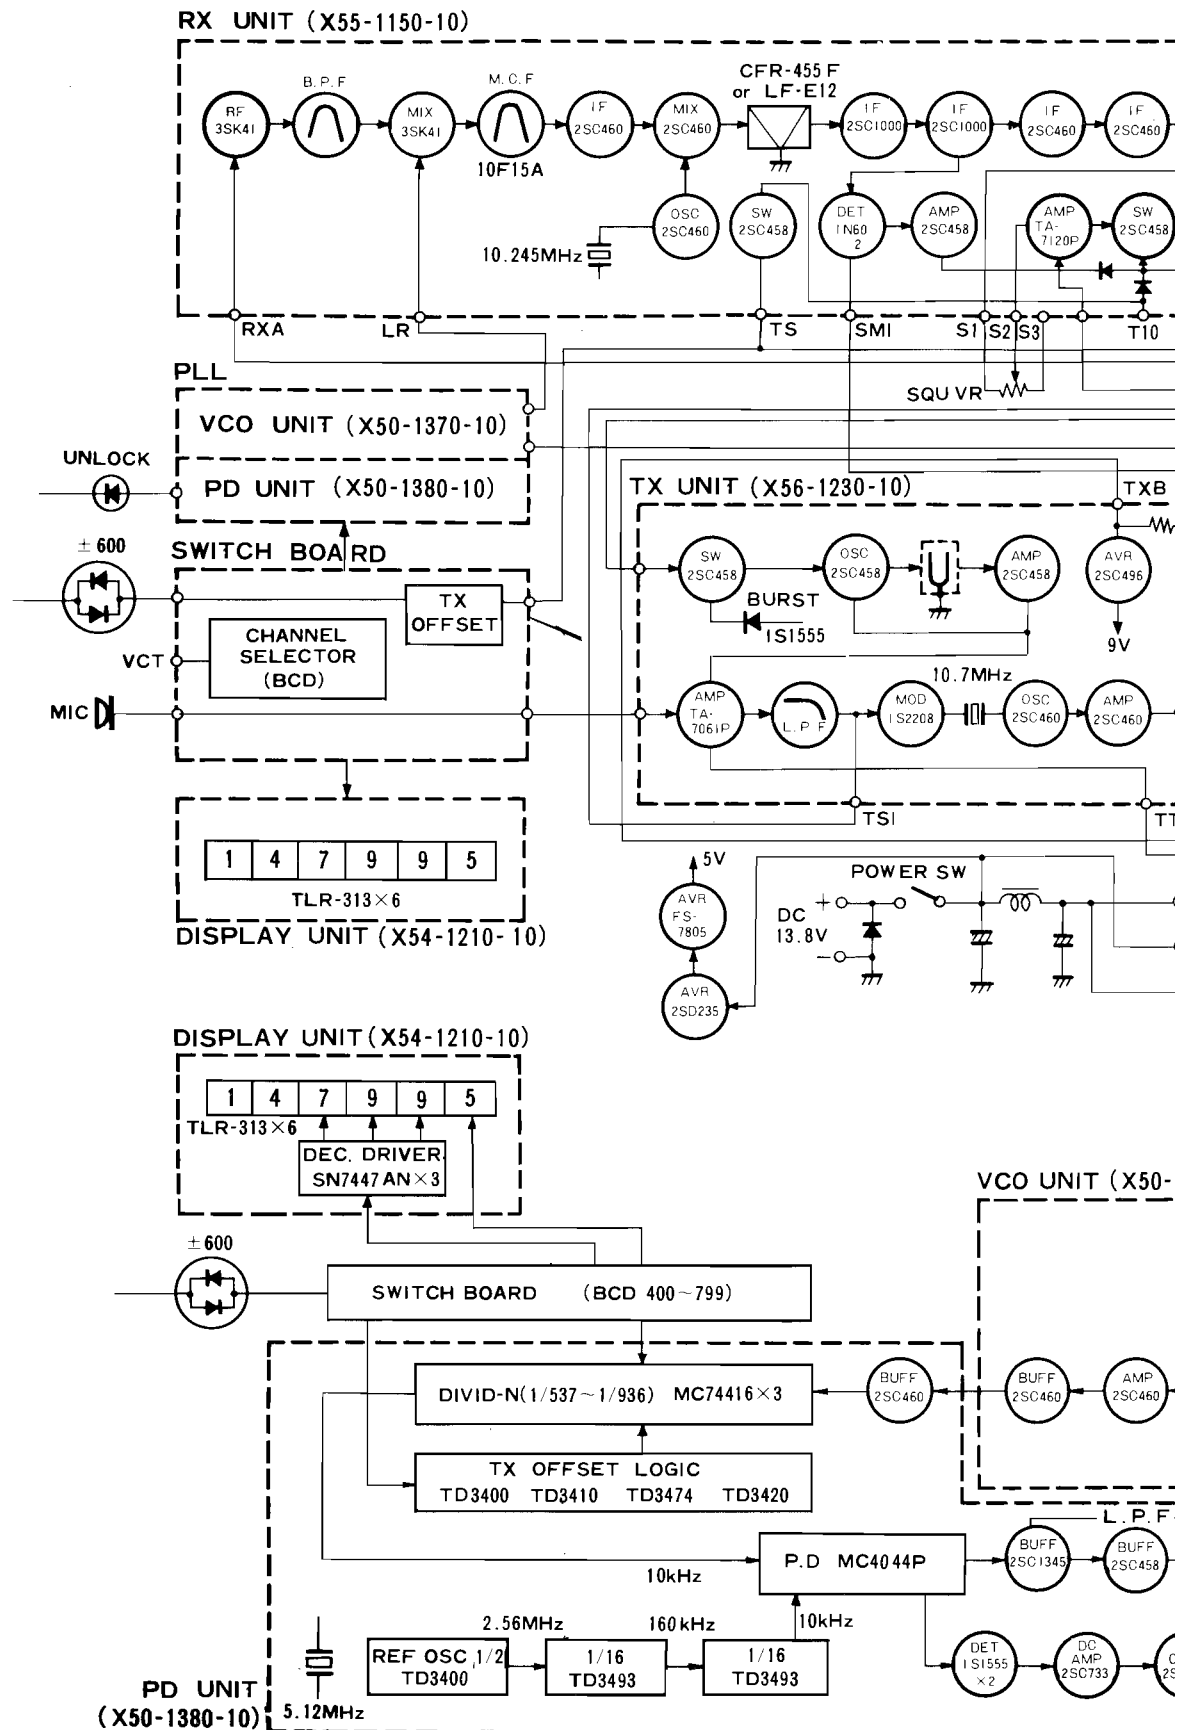 RX UNIT (X55-1150-10)
B.P.F
M.C.F
CFR-455F
or LF-E12
RF
3SK41
MIX
3SK41
10F15A
IF
2SC460
MIX
2SC460
IF
2SC1000
IF
2SC1000
IF
2SC460
IF
2SC460
OSC
2SC460
SW
2SC458
DET
1N60
2
AMP
2SC458
AMP
TA-
7120P
SW
2SC458
10.245MHz
RXA
LR
TS
SMI
S1
S2
S3
T10
SQU VR
PLL
VCO UNIT (X50-1370-10)
UNLOCK
PD UNIT (X50-1380-10)
TX UNIT (X56-1230-10)
TXB
±600
SWITCH BOARD
TX
OFFSET
CHANNEL
SELECTOR
(BCD)
VCT
MIC
SW
2SC458
OSC
2SC458
AMP
2SC458
AVR
2SC496
BURST
1S1555
9V
10.7MHz
AMP
TA-
7061P
L.P.F
MOD
1S2208
OSC
2SC460
AMP
2SC460
TSI
TT
1 4 7 9 9 5
TLR-313×6
DISPLAY UNIT (X54-1210-10)
5V
AVR
FS-
7805
AVR
2SD235
POWER SW
DC
13.8V
+
−
DISPLAY UNIT (X54-1210-10)
1 4 7 9 9 5
TLR-313×6
DEC. DRIVER
SN7447AN×3
VCO UNIT (X50-
±600
SWITCH BOARD (BCD 400~799)
DIVID-N(1/537~1/936) MC74416×3
BUFF
2SC460
BUFF
2SC460
AMP
2SC460
TX OFFSET LOGIC
TD3400 TD3410 TD3474 TD3420
L.P.F
P.D MC4044P
BUFF
2SC1345
BUFF
2SC458
10kHz
2.56MHz
160kHz
10kHz
REF OSC 1/2
TD3400
1/16
TD3493
1/16
TD3493
DET
1S1555
×2
DC
AMP
2SC733
PD UNIT
(X50-1380-10)
5.12MHz